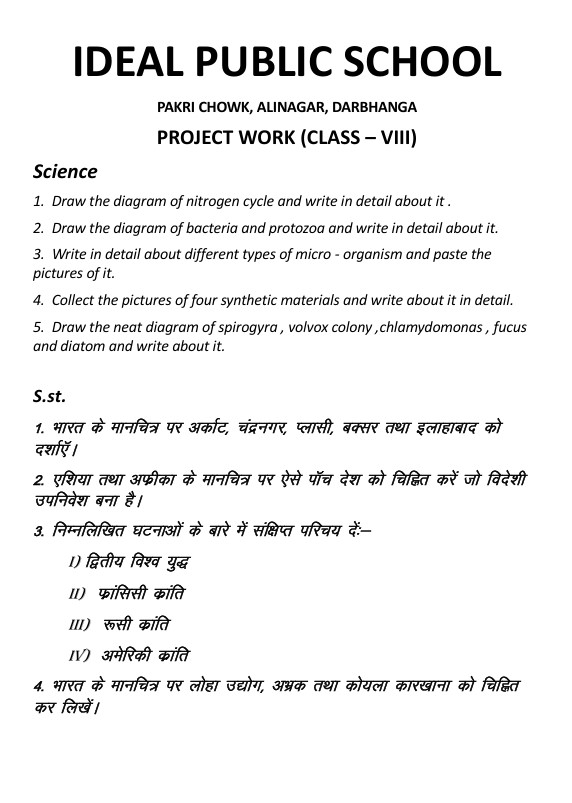 IDEAL PUBLIC SCHOOL
PAKRI CHOWK, ALINAGAR, DARBHANGA
PROJECT WORK (CLASS – VIII)
Science
1. Draw the diagram of nitrogen cycle and write in detail about it .
2. Draw the diagram of bacteria and protozoa and write in detail about it.
3. Write in detail about different types of micro - organism and paste the
pictures of it.
4. Collect the pictures of four synthetic materials and write about it in detail.
5. Draw the neat diagram of spirogyra , volvox colony ,chlamydomonas , fucus
and diatom and write about it.
S.st.
1. भारत के मानचित्र पर अर्काट, चंद्रनगर, प्लासी, बक्सर तथा इलाहाबाद को
दर्शाएॅं।
2. एशिया तथा अफ्रीका के मानचित्र पर ऐसे पॉच देश को चिह्नित करें जो विदेशी
उपनिवेश बना है।
3. निम्नलिखित घटनाओं के बारे में संक्षिप्त परिचय दें:–
I) द्वितीय विश्व युद्ध
II) फ्रांसिसी क्रांति
III) रूसी क्रांति
IV) अमेरिकी क्रांति
4. भारत के मानचित्र पर लोहा उद्योग, अभ्रक तथा कोयला कारखाना को चिह्नित
कर लिखें।